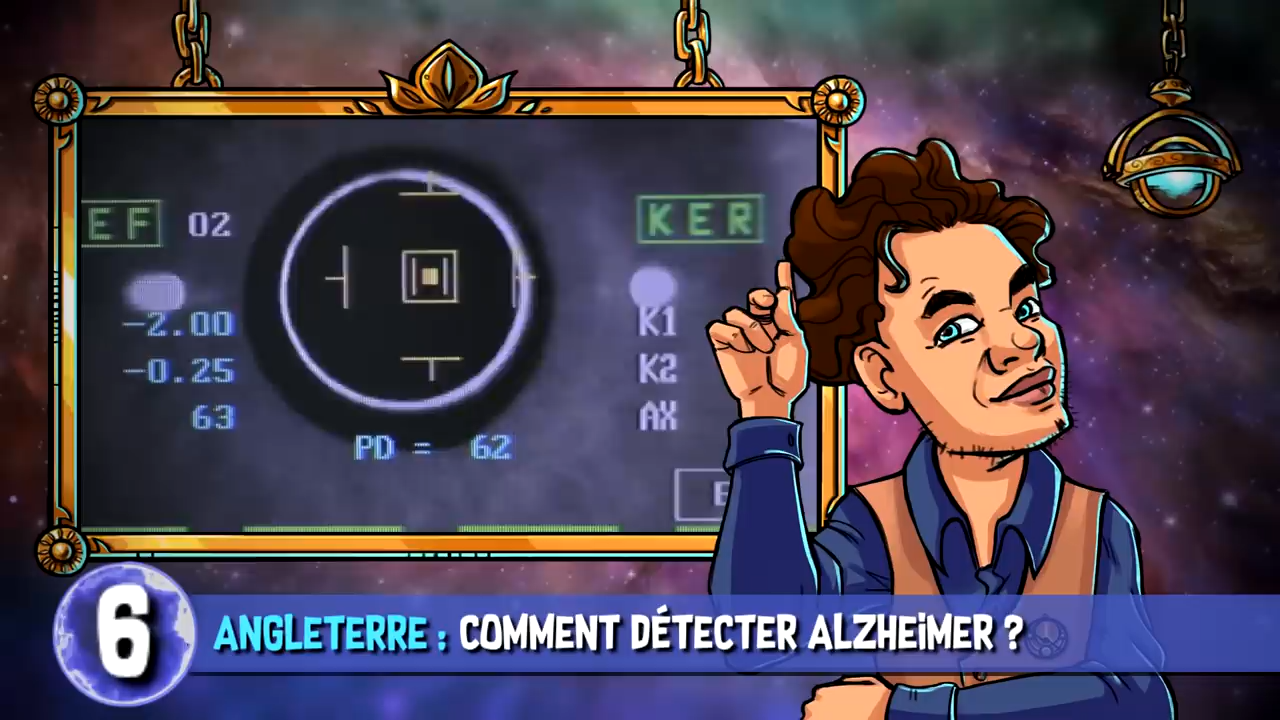 EF 02 KER
-2.00 K1
-0.25 K2
63 AX
PD = 62
6 ANGLETERRE : COMMENT DÉTECTER ALZHEIMER ?